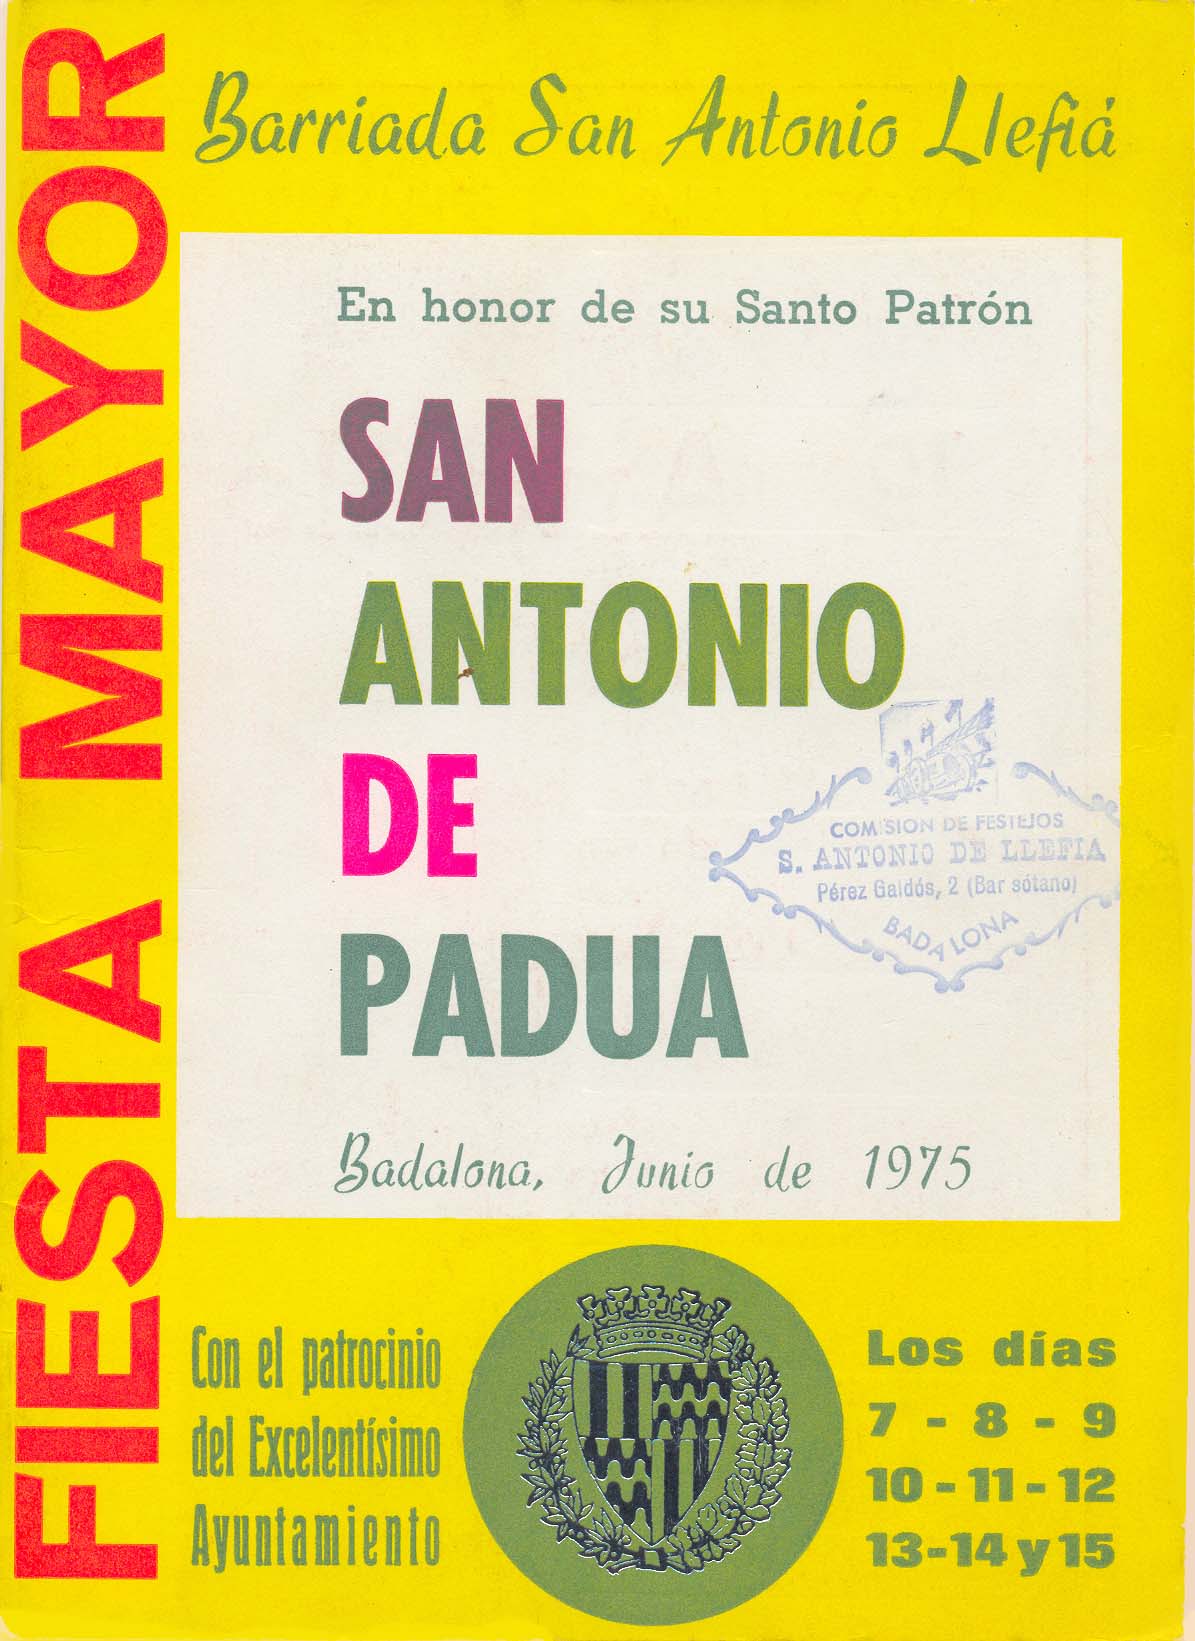 FIESTA MAYOR
Barriada San Antonio Llefiá
En honor de su Santo Patrón
SAN
ANTONIO
DE
PADUA
COMISION DE FESTEJOS
S. ANTONIO DE LLEFIA
Pérez Galdós, 2 (Bar sótano)
BADALONA
Badalona, Junio de 1975
Con el patrocinio
del Excelentísimo
Ayuntamiento
Los días
7 - 8 - 9
10 - 11 - 12
13 - 14 y 15